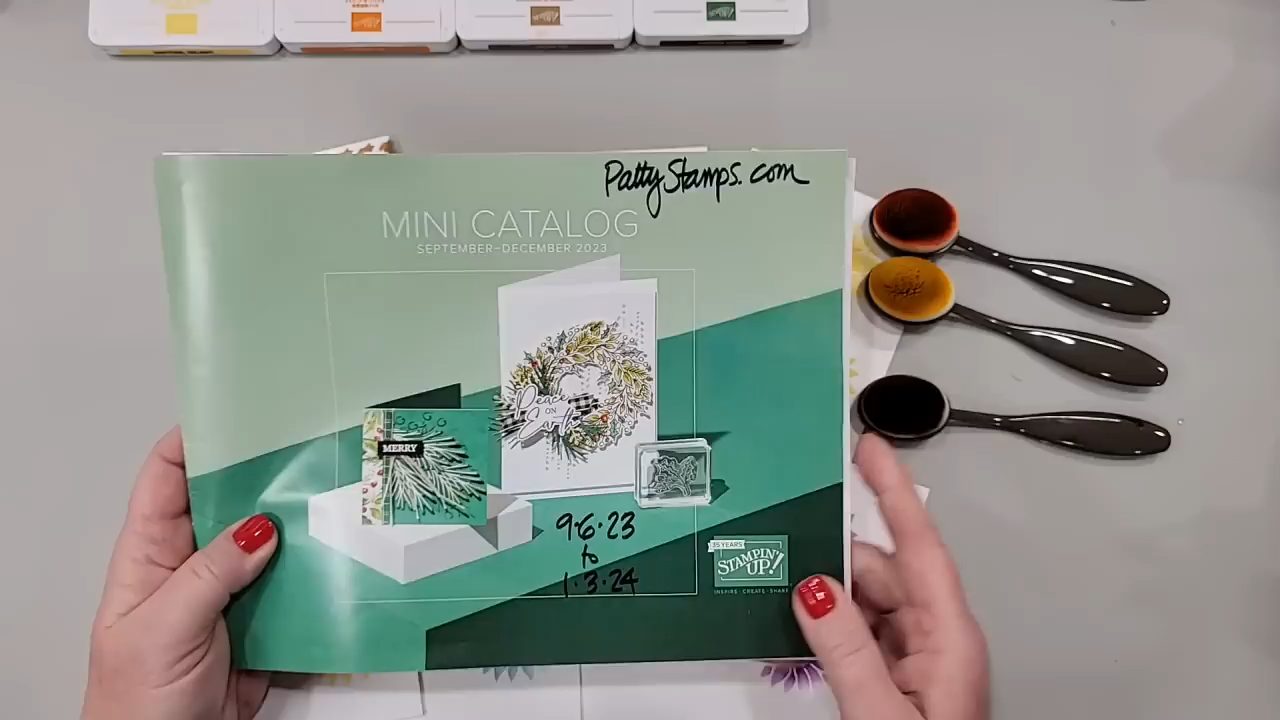 PattyStamps.com
MINI CATALOG
SEPTEMBER–DECEMBER 2023
Peace
ON
Earth
MERRY
9·6·23
to
1·3·24
35 YEARS
STAMPIN' UP!
INSPIRE · CREATE · SHARE